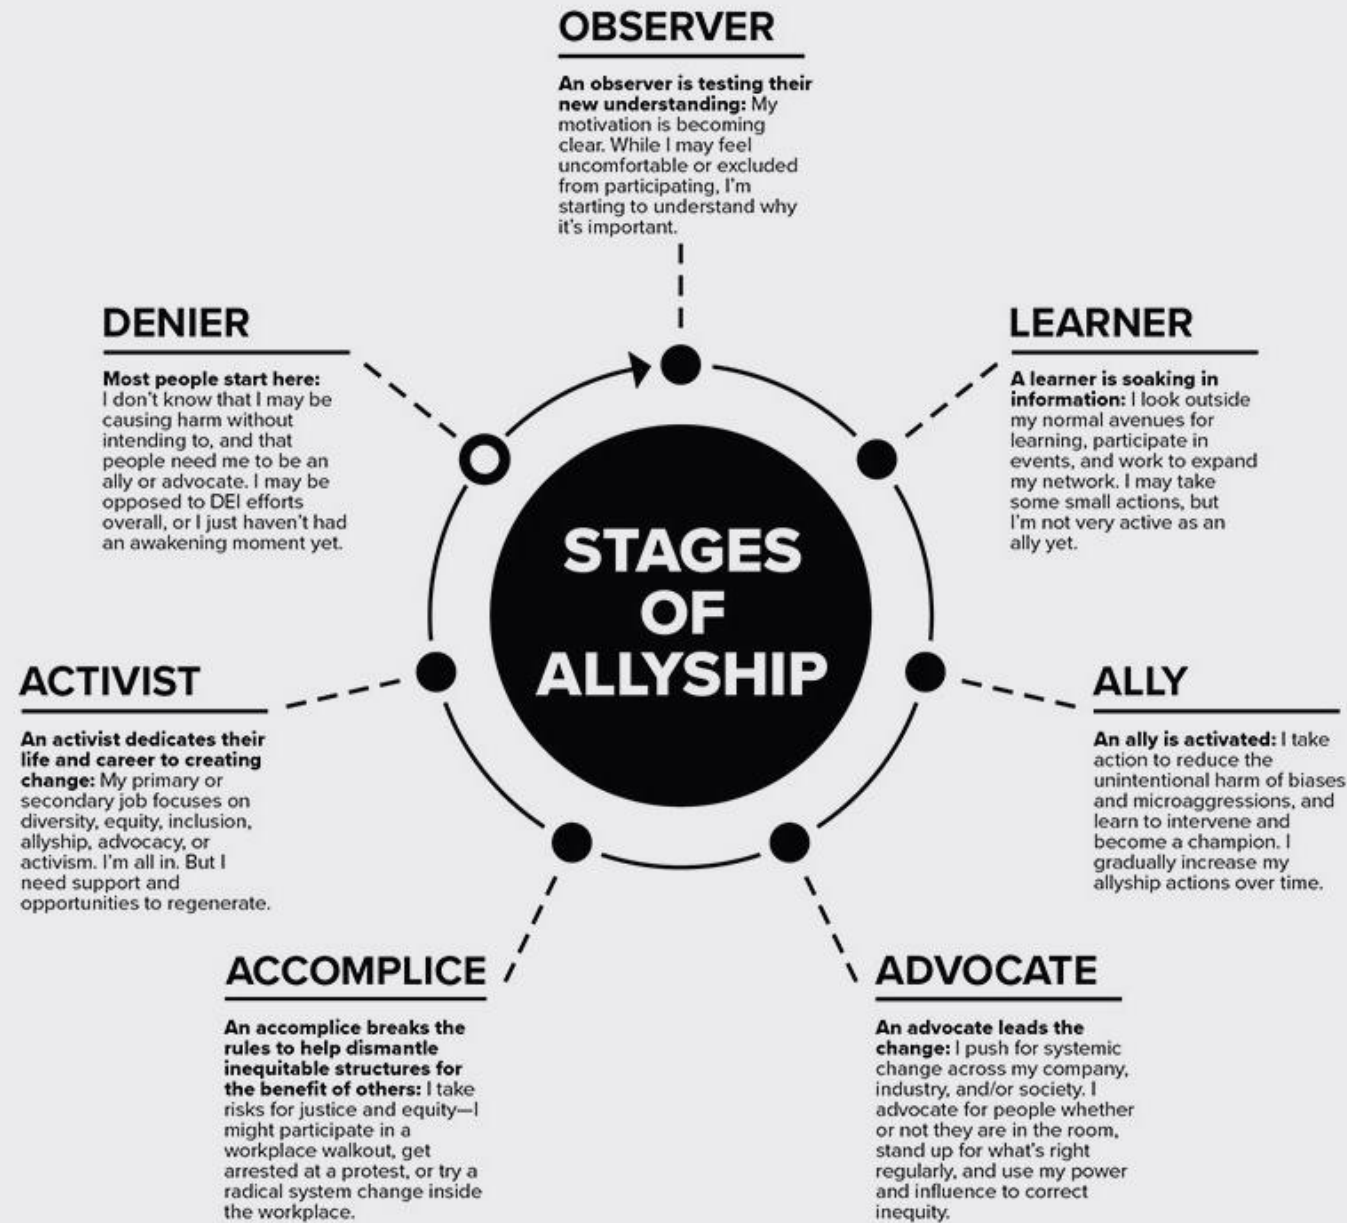 OBSERVER
An observer is testing their
new understanding: My
motivation is becoming
clear. While I may feel
uncomfortable or excluded
from participating, I'm
starting to understand why
it's important.
DENIER
Most people start here:
I don't know that I may be
causing harm without
intending to, and that
people need me to be an
ally or advocate. I may be
opposed to DEI efforts
overall, or I just haven't had
an awakening moment yet.
LEARNER
A learner is soaking in
information: I look outside
my normal avenues for
learning, participate in
events, and work to expand
my network. I may take
some small actions, but
I'm not very active as an
ally yet.
STAGES
OF
ALLYSHIP
ACTIVIST
An activist dedicates their
life and career to creating
change: My primary or
secondary job focuses on
diversity, equity, inclusion,
allyship, advocacy, or
activism. I'm all in. But I
need support and
opportunities to regenerate.
ALLY
An ally is activated: I take
action to reduce the
unintentional harm of biases
and microaggressions, and
learn to intervene and
become a champion. I
gradually increase my
allyship actions over time.
ACCOMPLICE
An accomplice breaks the
rules to help dismantle
inequitable structures for
the benefit of others: I take
risks for justice and equity—I
might participate in a
workplace walkout, get
arrested at a protest, or try a
radical system change inside
the workplace.
ADVOCATE
An advocate leads the
change: I push for systemic
change across my company,
industry, and/or society. I
advocate for people whether
or not they are in the room,
stand up for what's right
regularly, and use my power
and influence to correct
inequity.